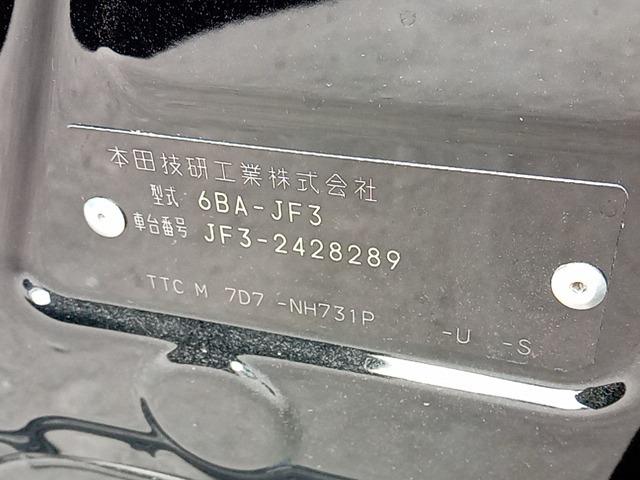 本田技研工業株式会社
型式 6BA-JF3
車台番号 JF3-2428289
TTC M 7D7 -NH731P -U -S